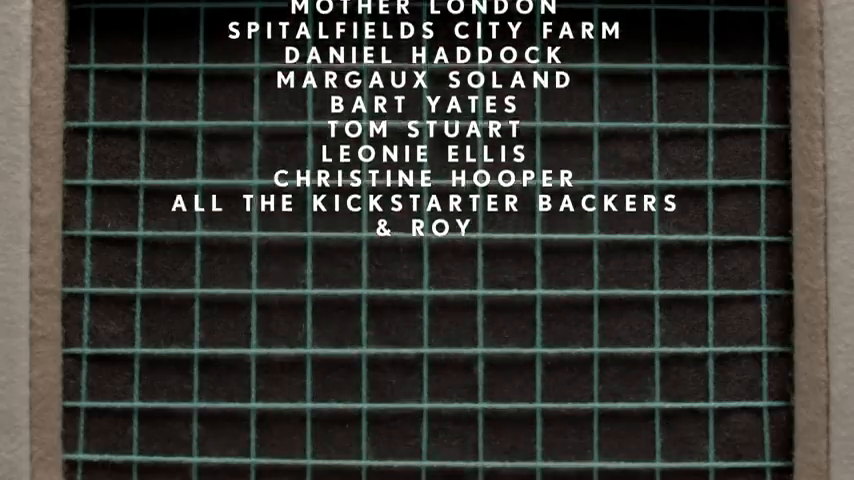 MOTHER LONDON
SPITALFIELDS CITY FARM
DANIEL HADDOCK
MARGAUX SOLAND
BART YATES
TOM STUART
LEONIE ELLIS
CHRISTINE HOOPER
ALL THE KICKSTARTER BACKERS
& ROY